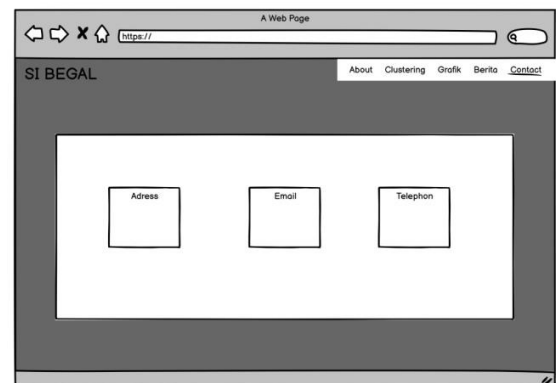 A Web Page
https://
SI BEGAL
About Clustering Grafik Berita Contact
Adress Email Telephon